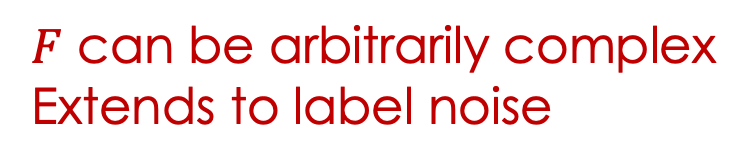 F can be arbitrarily complex
Extends to label noise